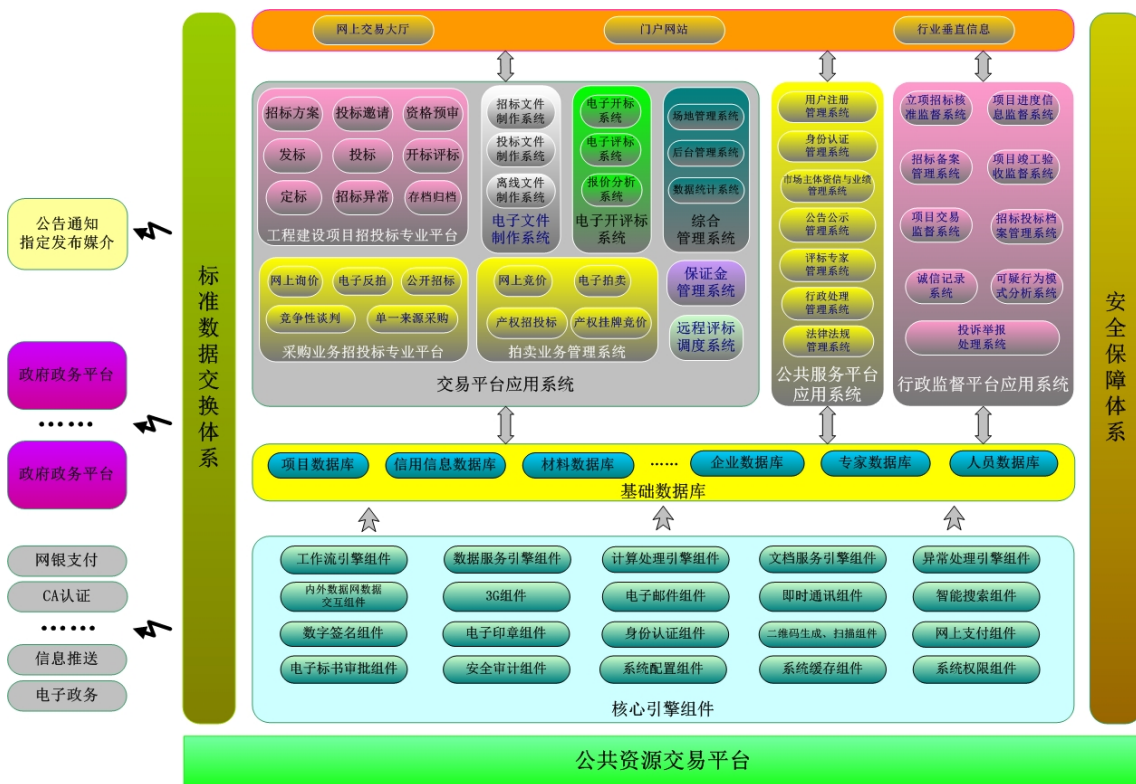 网上交易大厅
门户网站
行业垂直信息
标准数据交换体系
安全保障体系
公告通知
指定发布媒介
政府政务平台
……
政府政务平台
网银支付
CA认证
……
信息推送
电子政务
招标方案
投标邀请
资格预审
发标
投标
开标评标
定标
招标异常
存档归档
工程建设项目招投标专业平台
招标文件
制作系统
投标文件
制作系统
离线文件
制作系统
电子文件
制作系统
电子开标
系统
电子评标
系统
报价分析
系统
电子开评标
系统
场地管理系统
后台管理系统
数据统计系统
综合
管理系统
网上询价
电子反拍
公开招标
竞争性谈判
单一来源采购
采购业务招投标专业平台
网上竞价
电子拍卖
产权招投标
产权挂牌竞价
拍卖业务管理系统
保证金
管理系统
远程评标
调度系统
交易平台应用系统
用户注册
管理系统
身份认证
管理系统
市场主体资信与业绩
管理系统
公告公示
管理系统
评标专家
管理系统
行政处理
管理系统
法律法规
管理系统
公共服务平台
应用系统
立项招标核
准监督系统
项目进度信
息监督系统
招标备案
管理系统
项目竣工验
收监督系统
项目交易
监督系统
招标投标档
案管理系统
诚信记录
系统
可疑行为模
式分析系统
投诉举报
处理系统
行政监督平台应用系统
项目数据库
信用信息数据库
材料数据库
……
企业数据库
专家数据库
人员数据库
基础数据库
工作流引擎组件
数据服务引擎组件
计算处理引擎组件
文档服务引擎组件
异常处理引擎组件
内外数据网数据
交互组件
3G组件
电子邮件组件
即时通讯组件
智能搜索组件
数字签名组件
电子印章组件
身份认证组件
二维码生成、扫描组件
网上支付组件
电子标书审批组件
安全审计组件
系统配置组件
系统缓存组件
系统权限组件
核心引擎组件
公共资源交易平台